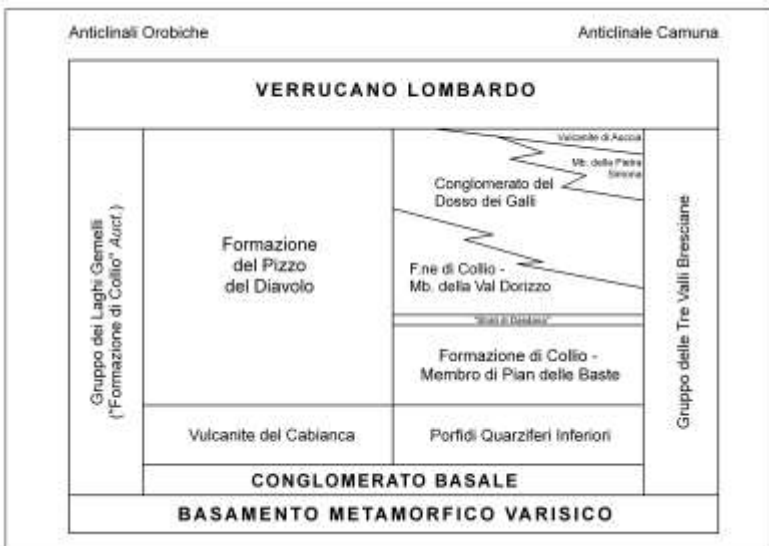 Anticlinali Orobiche
Anticlinale Camuna
VERRUCANO LOMBARDO
Gruppo dei Laghi Gemelli
("Formazione di Collio" Auct.)
Formazione
del Pizzo
del Diavolo
Vulcanite di Auccia
Mb. della Pietra
Simona
Conglomerato del
Dosso dei Galli
F.ne di Collio -
Mb. della Val Dorizzo
Formazione di Collio -
Membro di Pian delle Baste
Gruppo delle Tre Valli Bresciane
Vulcanite del Cabianca
Porfidi Quarziferi Inferiori
CONGLOMERATO BASALE
BASAMENTO METAMORFICO VARISICO